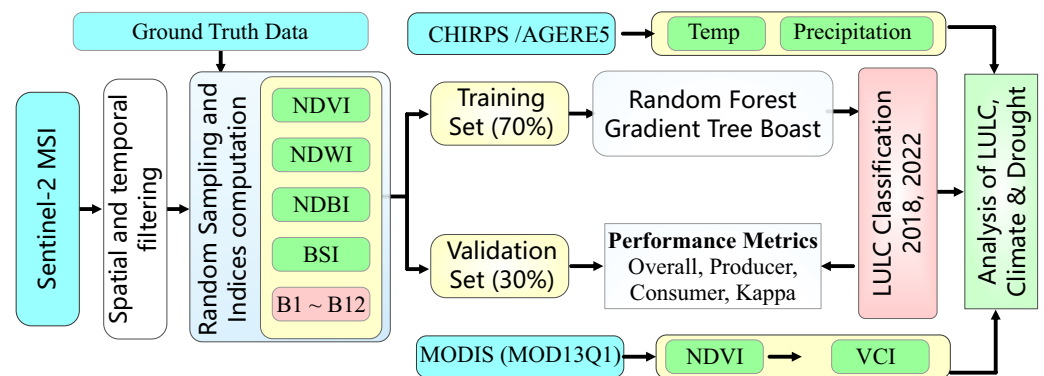 Ground Truth Data
CHIRPS /AGERE5
Temp
Precipitation
Sentinel-2 MSI
Spatial and temporal
filtering
Random Sampling and
Indices computation
NDVI
NDWI
NDBI
BSI
B1 ~ B12
Training
Set (70%)
Random Forest
Gradient Tree Boast
Validation
Set (30%)
Performance Metrics
Overall, Producer,
Consumer, Kappa
LULC Classification
2018, 2022
Analysis of LULC,
Climate & Drought
MODIS (MOD13Q1)
NDVI
VCI